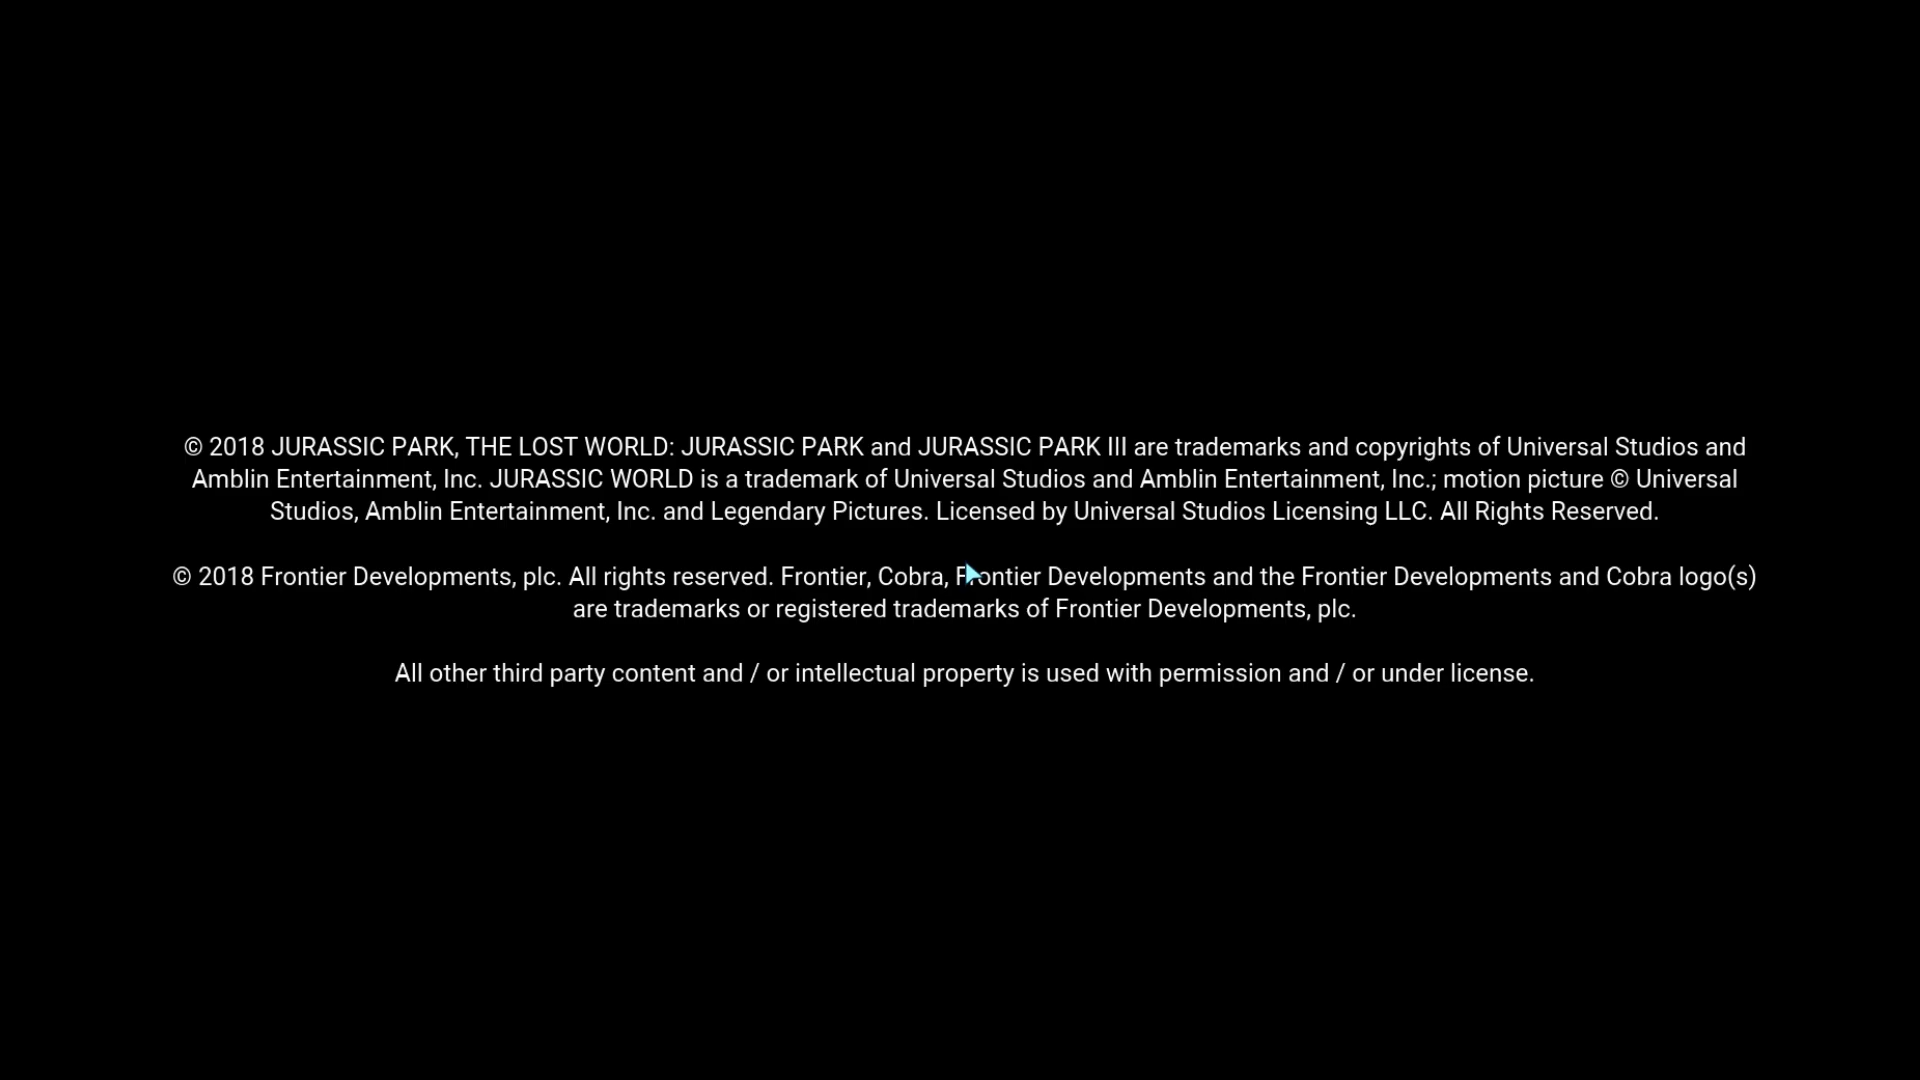 © 2018 JURASSIC PARK, THE LOST WORLD: JURASSIC PARK and JURASSIC PARK III are trademarks and copyrights of Universal Studios and
Amblin Entertainment, Inc. JURASSIC WORLD is a trademark of Universal Studios and Amblin Entertainment, Inc.; motion picture © Universal
Studios, Amblin Entertainment, Inc. and Legendary Pictures. Licensed by Universal Studios Licensing LLC. All Rights Reserved.
© 2018 Frontier Developments, plc. All rights reserved. Frontier, Cobra, Frontier Developments and the Frontier Developments and Cobra logo(s)
are trademarks or registered trademarks of Frontier Developments, plc.
All other third party content and / or intellectual property is used with permission and / or under license.